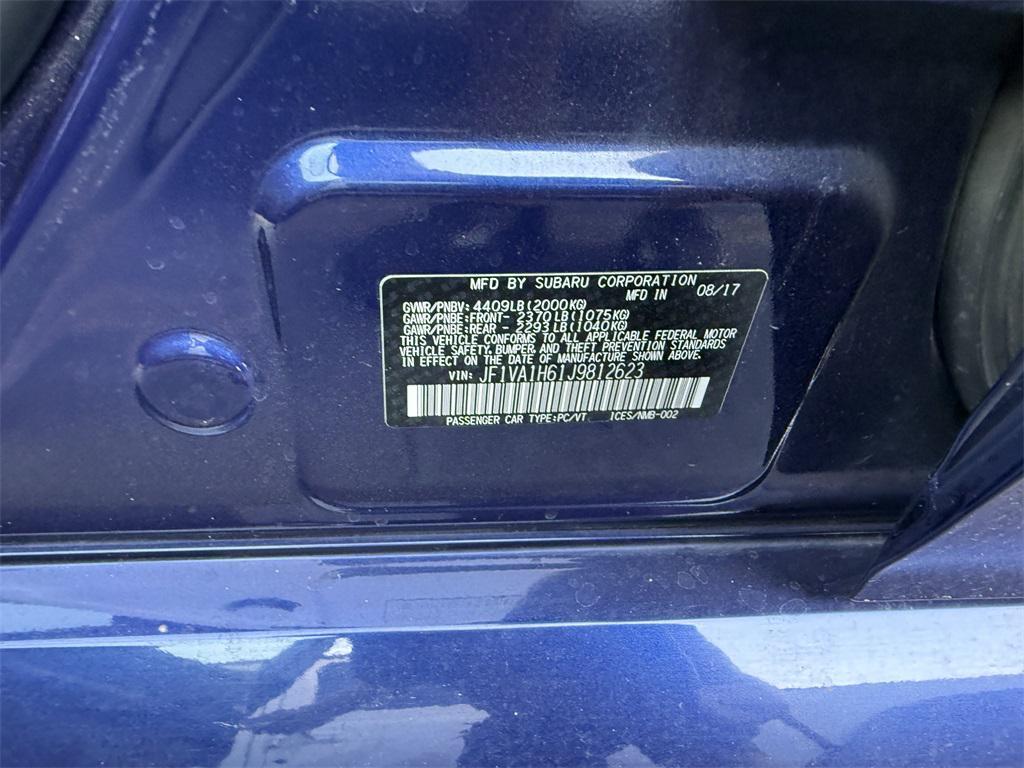 MFD BY SUBARU CORPORATION
MFD IN 08/17
GVWR/PNBV: 4409LB(2000KG)
GAWR/PNBE:FRONT- 2370LB(1075KG)
GAWR/PNBE:REAR - 2293LB(1040KG)
THIS VEHICLE CONFORMS TO ALL APPLICABLE FEDERAL MOTOR
VEHICLE SAFETY, BUMPER, AND THEFT PREVENTION STANDARDS
IN EFFECT ON THE DATE OF MANUFACTURE SHOWN ABOVE.
VIN: JF1VA1H61J9812623
PASSENGER CAR TYPE:PC/VT ICES/NMB-002